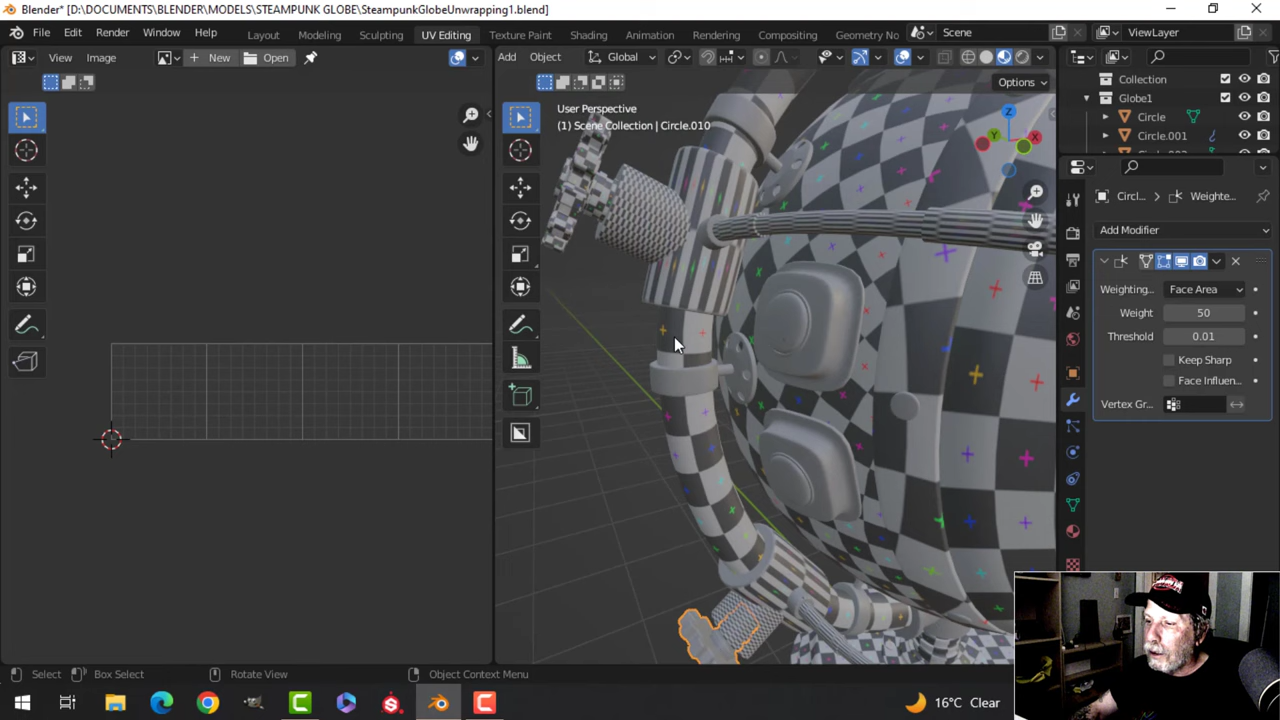 Blender* [D:\DOCUMENTS\BLENDER\MODELS\STEAMPUNK GLOBE\SteampunkGlobeUnwrapping1.blend]
File Edit Render Window Help Layout Modeling Sculpting UV Editing Texture Paint Shading Animation Rendering Compositing Geometry No Scene ViewLayer
View Image New Open Add Object Global
Options
User Perspective
(1) Scene Collection | Circle.010
Z
Y
X
Collection
Globe1
Circle
Circle.001
Circl... Weighte...
Add Modifier
Weighting... Face Area
Weight 50
Threshold 0.01
Keep Sharp
Face Influen...
Vertex Gr...
Select Box Select Rotate View Object Context Menu
16°C Clear